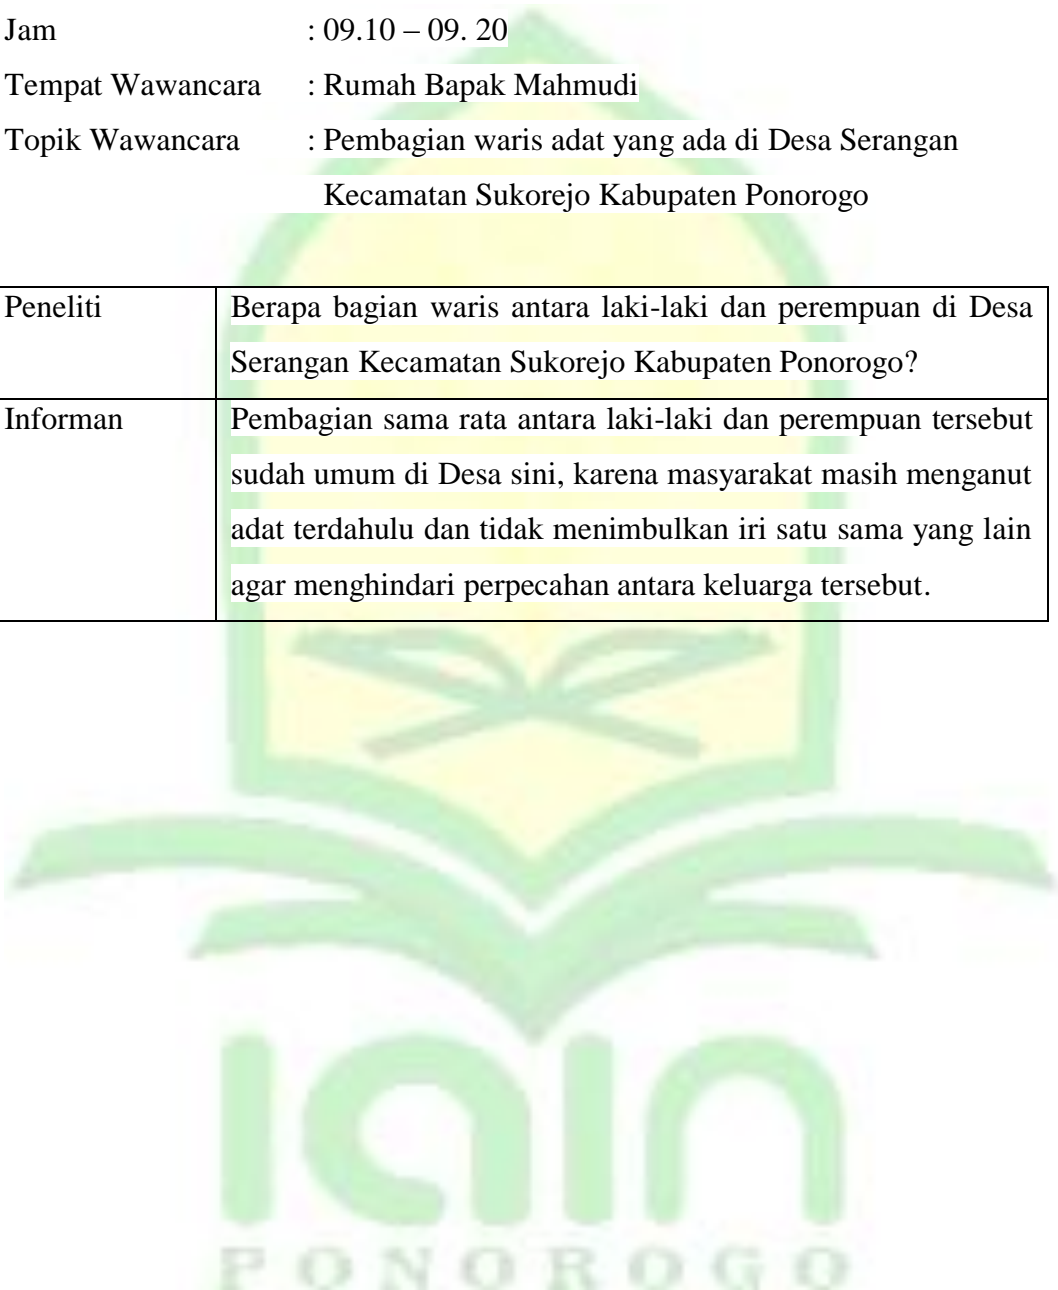 Jam : 09.10 – 09. 20
Tempat Wawancara : Rumah Bapak Mahmudi
Topik Wawancara : Pembagian waris adat yang ada di Desa Serangan
Kecamatan Sukorejo Kabupaten Ponorogo
Peneliti Berapa bagian waris antara laki-laki dan perempuan di Desa
Serangan Kecamatan Sukorejo Kabupaten Ponorogo?
Informan Pembagian sama rata antara laki-laki dan perempuan tersebut
sudah umum di Desa sini, karena masyarakat masih menganut
adat terdahulu dan tidak menimbulkan iri satu sama yang lain
agar menghindari perpecahan antara keluarga tersebut.
iain
PONOROGO